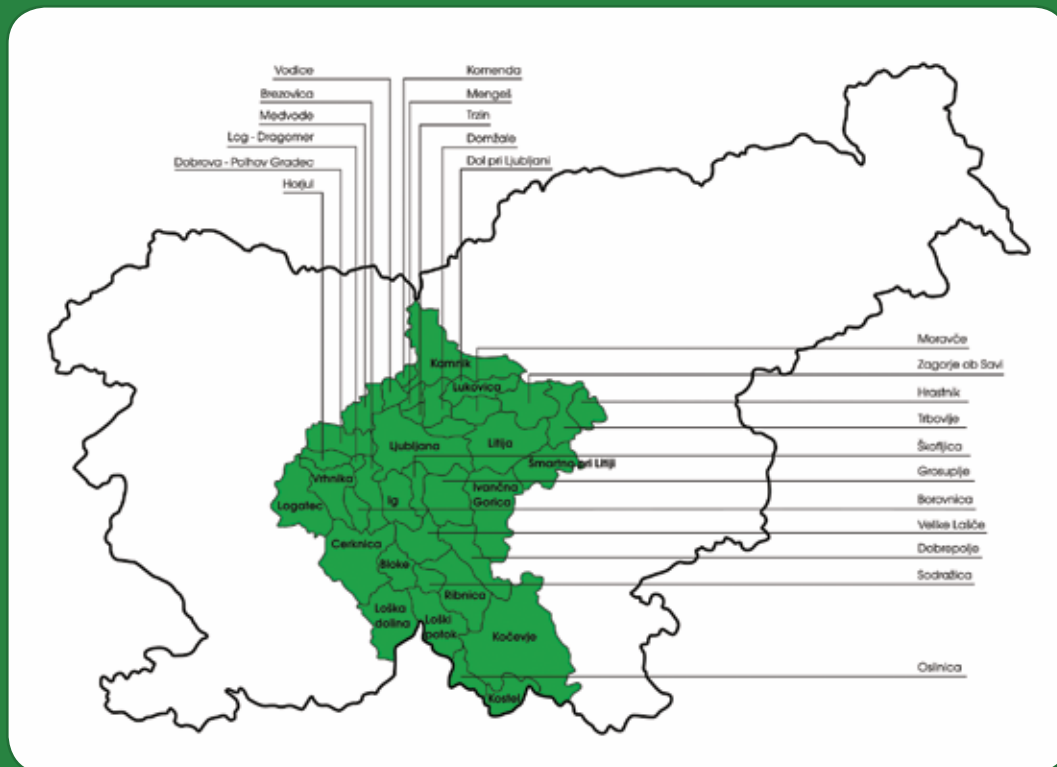 Vodice
Brezovica
Medvode
Log - Dragomer
Dobrova - Polhov Gradec
Horjul
Komenda
Mengeš
Trzin
Domžale
Dol pri Ljubljani
Kamnik
Lukovica
Ljubljana
Litija
Šmartno pri Litiji
Vrhnika
Ivančna
Gorica
Logatec
Ig
Cerknica
Bloke
Ribnica
Loška
dolina
Loški
potok
Kočevje
Kostel
Moravče
Zagorje ob Savi
Hrastnik
Trbovlje
Škofljica
Grosuplje
Borovnica
Velike Lašče
Dobrepolje
Sodražica
Osilnica